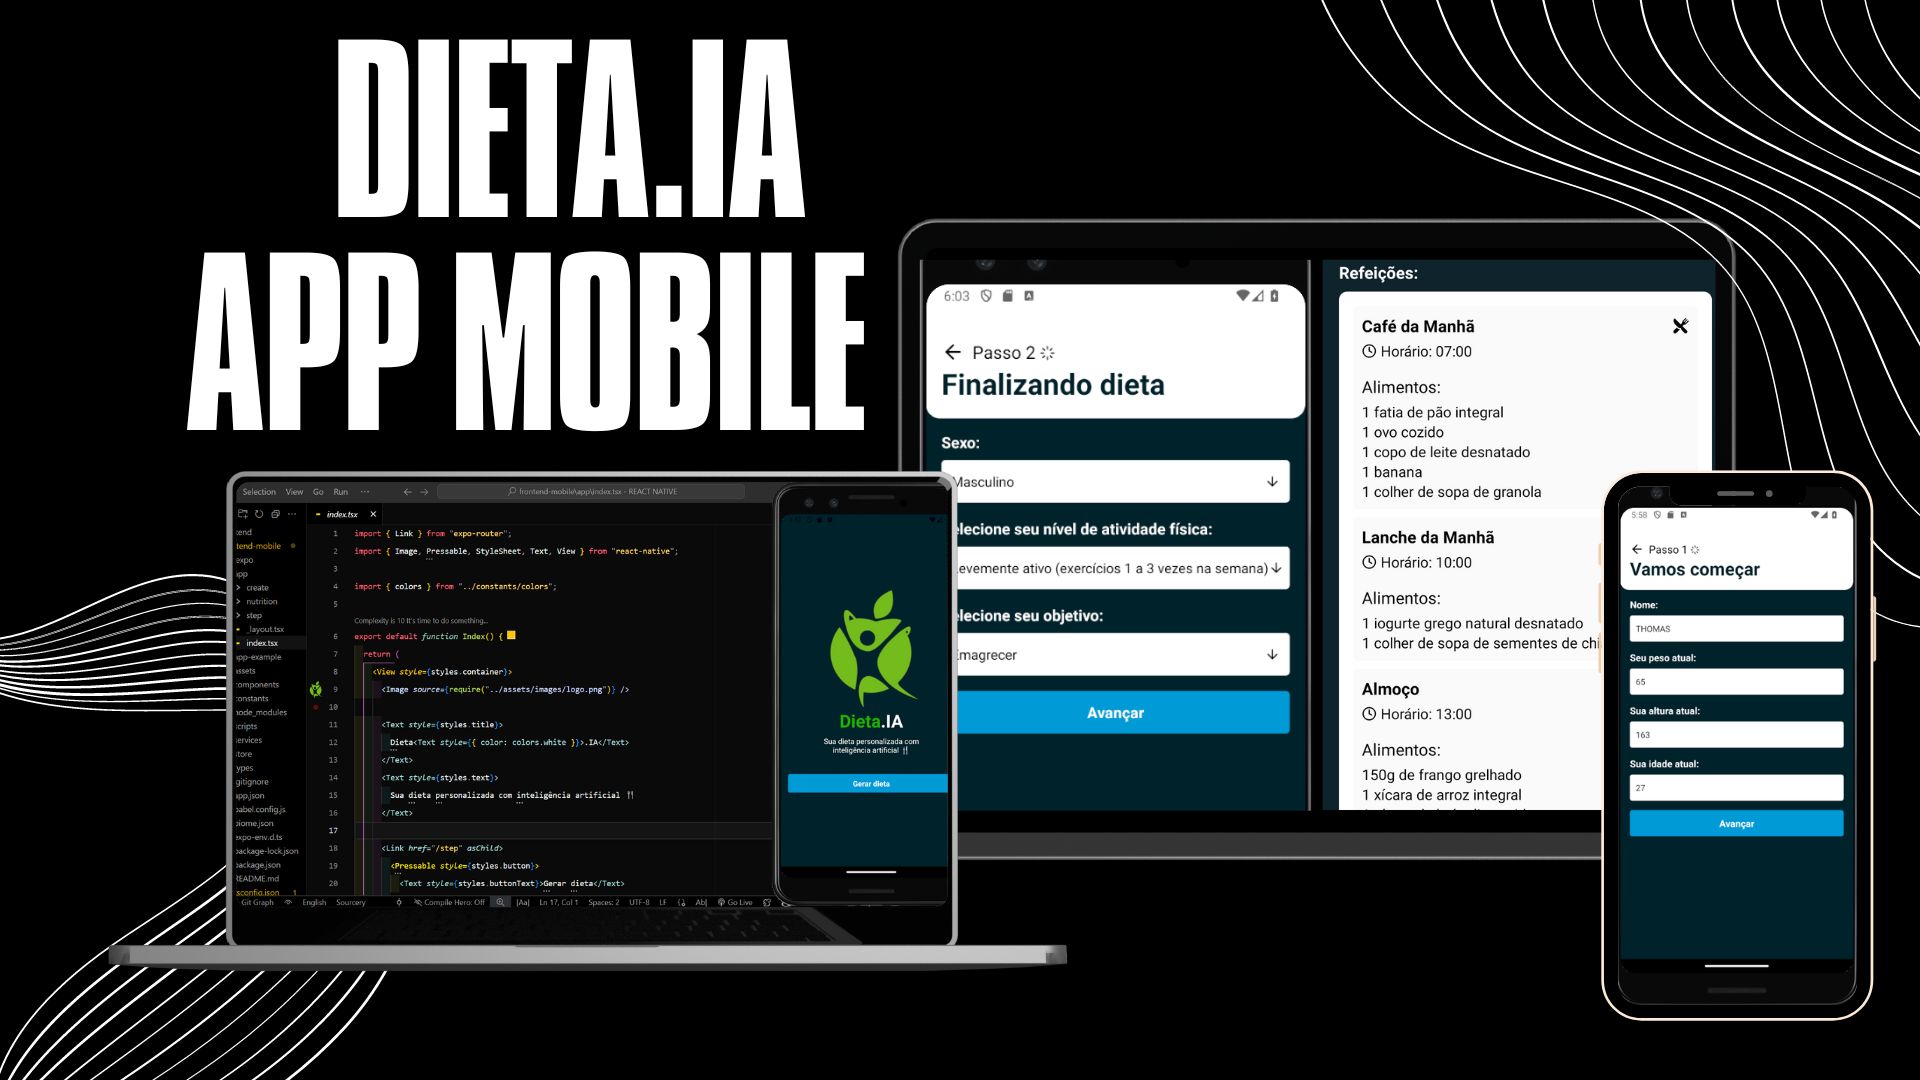 DIETA.IA
APP MOBILE
6:03
Passo 2
Finalizando dieta
Sexo:
Masculino
elecione seu nível de atividade física:
evemente ativo (exercícios 1 a 3 vezes na semana)
elecione seu objetivo:
Emagrecer
Avançar
Refeições:
Café da Manhã
Horário: 07:00
Alimentos:
1 fatia de pão integral
1 ovo cozido
1 copo de leite desnatado
1 banana
1 colher de sopa de granola
Lanche da Manhã
Horário: 10:00
Alimentos:
1 iogurte grego natural desnatado
1 colher de sopa de sementes de chi
Almoço
Horário: 13:00
Alimentos:
150g de frango grelhado
1 xícara de arroz integral
Selection View Go Run ··· frontend-mobile\app\index.tsx - REACT NATIVE
index.tsx
end
tend-mobile
expo
app
create
nutrition
step
_layout.tsx
index.tsx
app-example
assets
components
constants
node_modules
scripts
services
store
types
gitignore
app.json
babel.config.js
biome.json
expo-env.d.ts
package-lock.json
package.json
README.md
tsconfig.json 1
1 import { Link } from "expo-router";
2 import { Image, Pressable, StyleSheet, Text, View } from "react-native";
3
4 import { colors } from "../constants/colors";
5
Complexity is 10 It's time to do something...
6 export default function Index() {
7 return (
8 <View style={styles.container}>
9 <Image source={require("../assets/images/logo.png")} />
10
11 <Text style={styles.title}>
12 Dieta<Text style={{ color: colors.white }}>.IA</Text>
13 </Text>
14 <Text style={styles.text}>
15 Sua dieta personalizada com inteligência artificial 🍴
16 </Text>
17
18 <Link href="/step" asChild>
19 <Pressable style={styles.button}>
20 <Text style={styles.buttonText}>Gerar dieta</Text>
Git Graph English Sourcery Compile Hero: Off |Aa| Ln 17, Col 1 Spaces: 2 UTF-8 LF Ab| Go Live
Dieta.IA
Sua dieta personalizada com
inteligência artificial 🍴
Gerar dieta
5:58
Passo 1
Vamos começar
Nome:
THOMAS
Seu peso atual:
65
Sua altura atual:
163
Sua idade atual:
27
Avançar